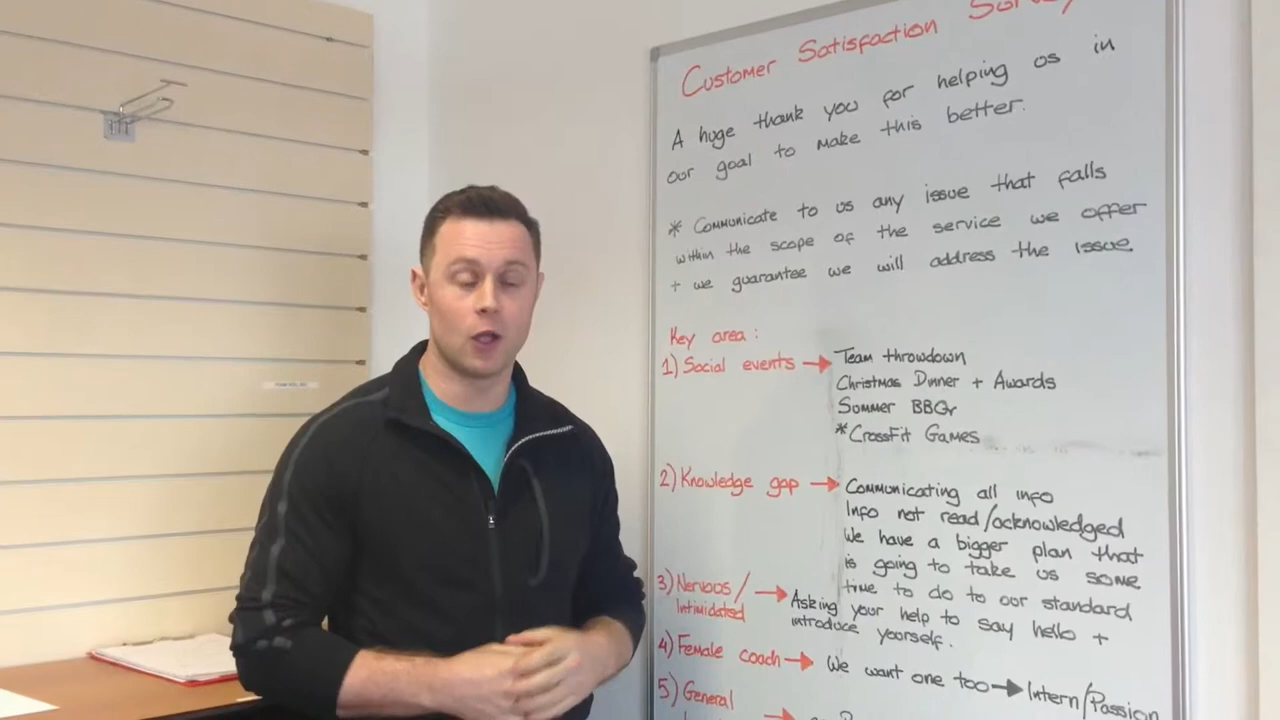 Customer Satisfaction Survey
A huge thank you for helping us in
our goal to make this better.
* Communicate to us any issue that falls
within the scope of the service we offer
+ we guarantee we will address the issue
Key area:
1) Social events → Team throwdown
Christmas Dinner + Awards
Summer BBQ
*CrossFit Games
2) Knowledge gap → Communicating all info
Info not read/acknowledged
We have a bigger plan that
is going to take us some
time to do to our standard
3) Nervous/
Intimidated → Asking your help to say hello +
introduce yourself.
4) Female coach → We want one too → Intern/Passion
5) General